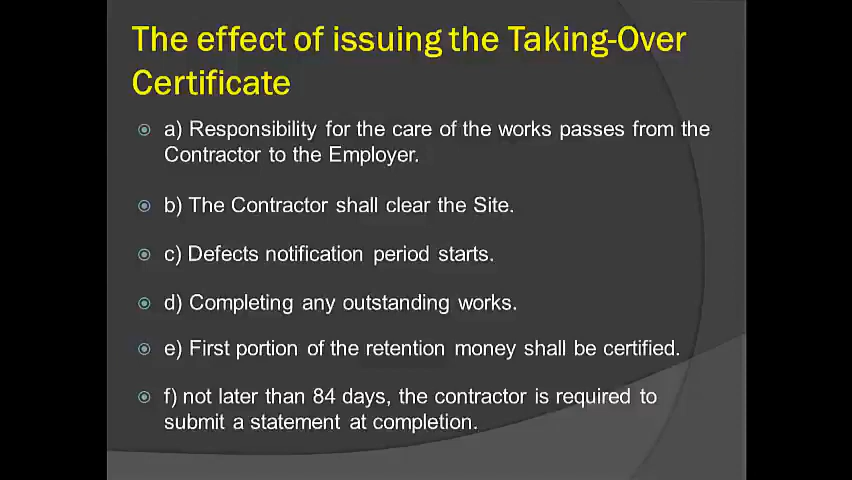 The effect of issuing the Taking-Over
Certificate
a) Responsibility for the care of the works passes from the
Contractor to the Employer.
b) The Contractor shall clear the Site.
c) Defects notification period starts.
d) Completing any outstanding works.
e) First portion of the retention money shall be certified.
f) not later than 84 days, the contractor is required to
submit a statement at completion.